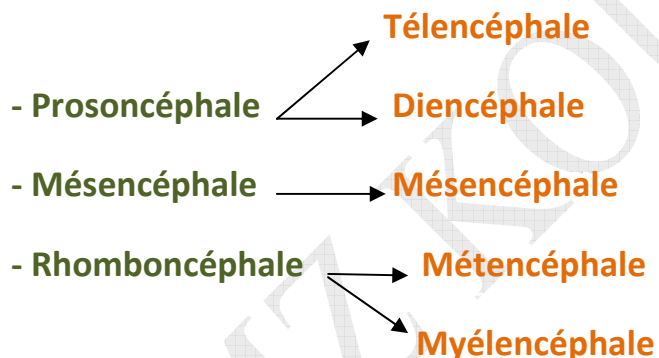 Télencéphale
- Prosoncéphale Diencéphale
- Mésencéphale Mésencéphale
- Rhomboncéphale Métencéphale
Myélencéphale